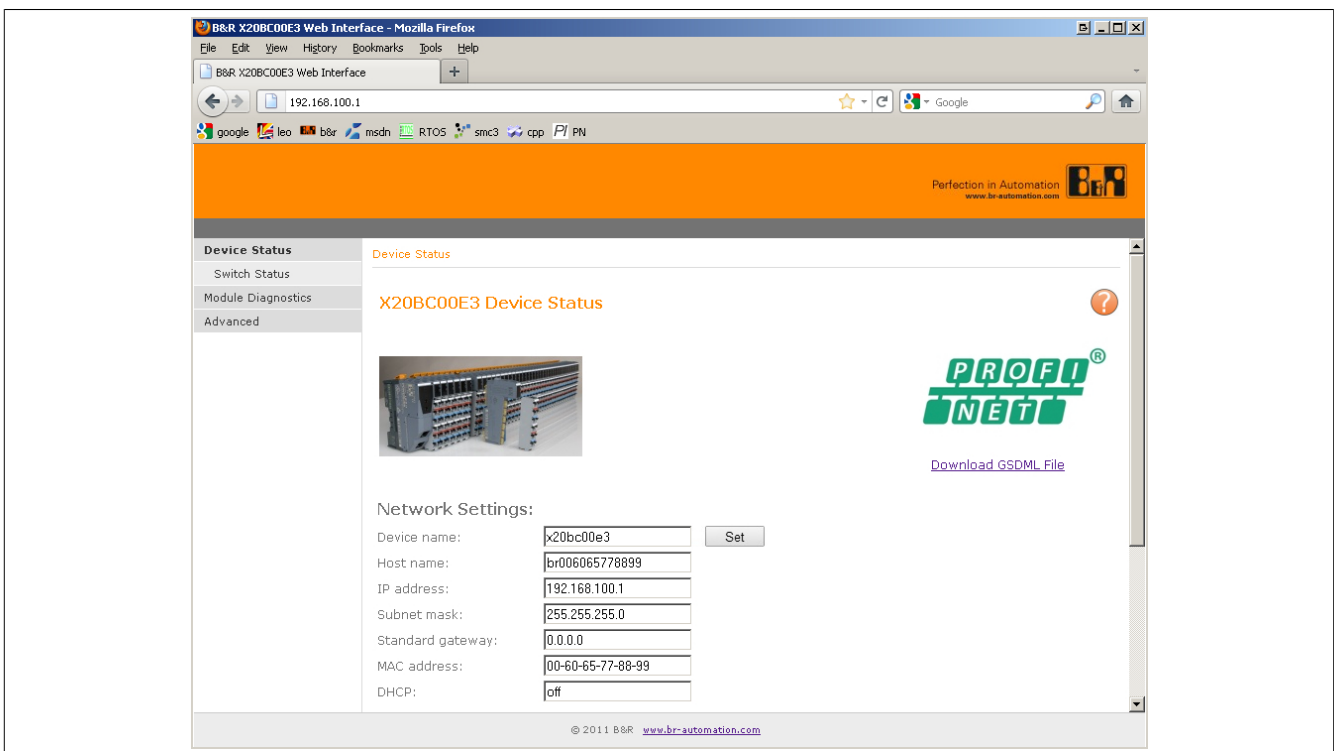 B&R X20BC00E3 Web Interface - Mozilla Firefox
File Edit View History Bookmarks Tools Help
B&R X20BC00E3 Web Interface
192.168.100.1
Google
google leo b&r msdn RTOS smc3 cpp PI PN
Perfection in Automation
www.br-automation.com
B&R
Device Status
Switch Status
Module Diagnostics
Advanced
Device Status
X20BC00E3 Device Status
?
PROFI®
NET
Download GSDML File
Network Settings:
Device name: x20bc00e3 Set
Host name: br006065778899
IP address: 192.168.100.1
Subnet mask: 255.255.255.0
Standard gateway: 0.0.0.0
MAC address: 00-60-65-77-88-99
DHCP: off
© 2011 B&R www.br-automation.com